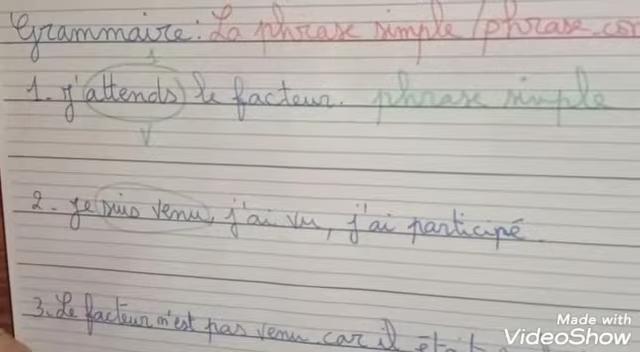 Grammaire: La phrase simple / phrase
1. j'attends le facteur. phrase simple
V
2. je suis venu, j'ai vu, j'ai participé.
3. Le facteur n'est pas venu car il était
Made with
VideoShow